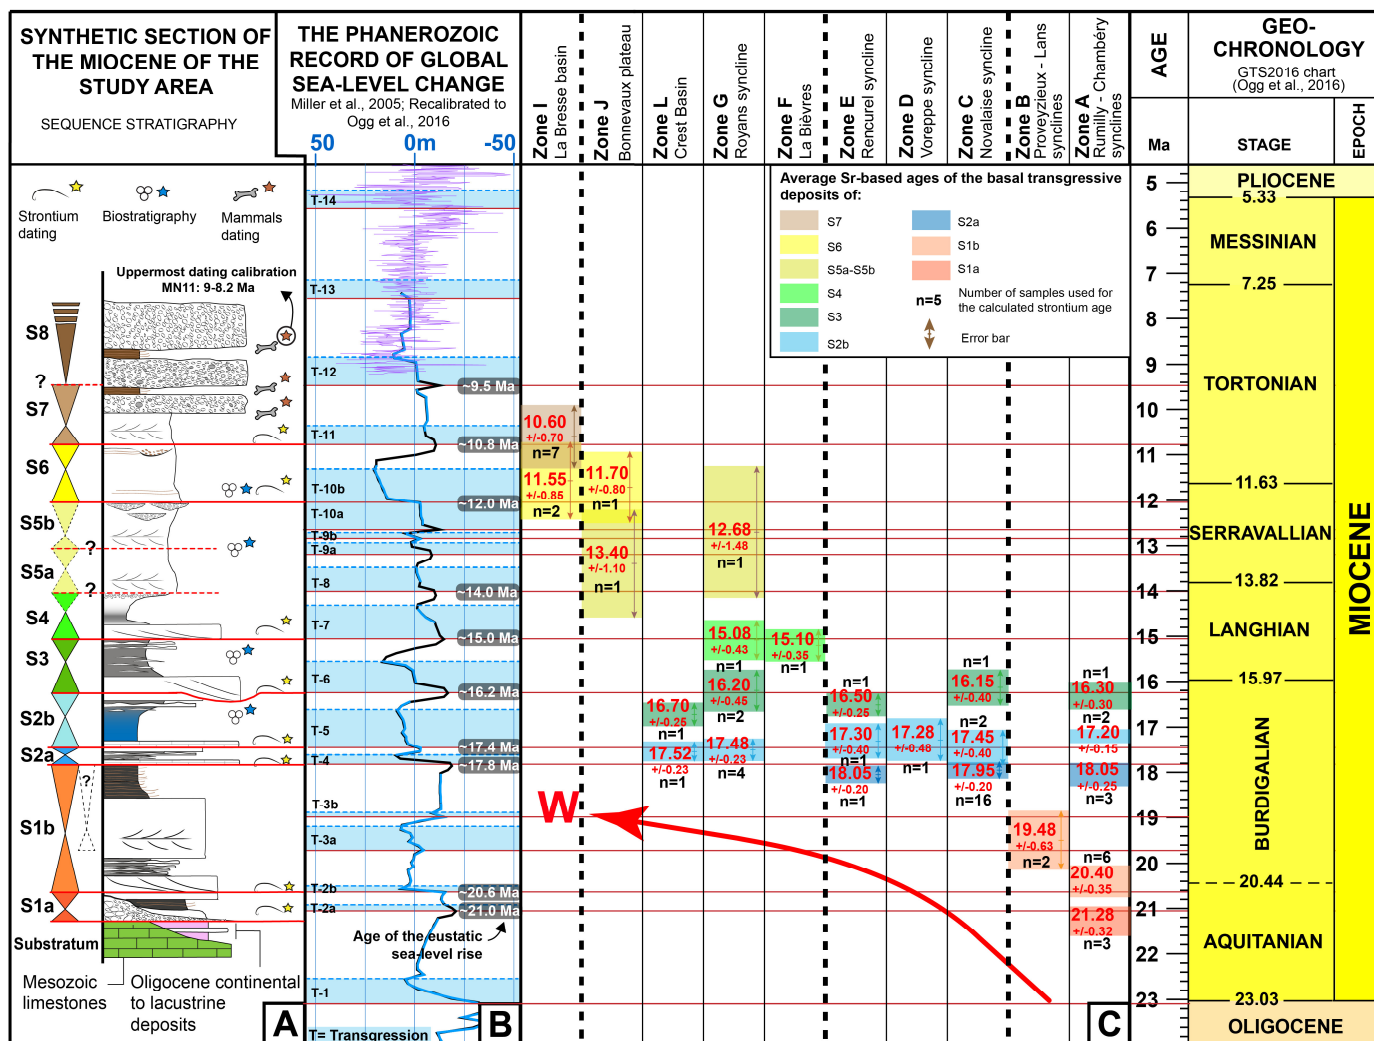 SYNTHETIC SECTION OF
THE MIOCENE OF THE
STUDY AREA
SEQUENCE STRATIGRAPHY
THE PHANEROZOIC
RECORD OF GLOBAL
SEA-LEVEL CHANGE
Miller et al., 2005; Recalibrated to
Ogg et al., 2016
50 0m -50
Zone I
La Bresse basin
Zone J
Bonnevaux plateau
Zone L
Crest Basin
Zone G
Royans syncline
Zone F
La Bièvres
Zone E
Rencurel syncline
Zone D
Voreppe syncline
Zone C
Novalaise syncline
Zone B
Proveyzieux - Lans
synclines
Zone A
Rumilly - Chambéry
synclines
AGE
Ma
GEO-
CHRONOLOGY
GTS2016 chart
(Ogg et al., 2016)
STAGE
EPOCH
Strontium
dating
Biostratigraphy
Mammals
dating
Uppermost dating calibration
MN11: 9-8.2 Ma
S8
?
S7
S6
S5b
?
S5a
?
S4
S3
S2b
S2a
?
S1b
S1a
Substratum
Mesozoic
limestones
Oligocene continental
to lacustrine
deposits
A
T-14
T-13
T-12
~9.5 Ma
T-11
~10.8 Ma
T-10b
~12.0 Ma
T-10a
T-9b
T-9a
T-8
~14.0 Ma
T-7
~15.0 Ma
T-6
~16.2 Ma
T-5
~17.4 Ma
T-4
~17.8 Ma
T-3b
T-3a
T-2b
~20.6 Ma
T-2a
~21.0 Ma
Age of the eustatic
sea-level rise
T-1
T= Transgression
B
Average Sr-based ages of the basal transgressive
deposits of:
S7
S6
S5a-S5b
S4
S3
S2b
S2a
S1b
S1a
n=5
Number of samples used for
the calculated strontium age
Error bar
10.60
+/-0.70
n=7
11.55
+/-0.85
n=2
11.70
+/-0.80
n=1
13.40
+/-1.10
n=1
16.70
+/-0.25
n=1
17.52
+/-0.23
n=1
12.68
+/-1.48
n=1
15.08
+/-0.43
n=1
16.20
+/-0.45
n=2
17.48
+/-0.23
n=4
15.10
+/-0.35
n=1
n=1
16.50
+/-0.25
17.30
+/-0.40
n=1
18.05
+/-0.20
n=1
17.28
+/-0.48
n=1
n=1
16.15
+/-0.40
n=2
17.45
+/-0.40
17.95
+/-0.20
n=16
19.48
+/-0.63
n=2
n=1
16.30
+/-0.30
n=2
17.20
+/-0.15
18.05
+/-0.25
n=3
n=6
20.40
+/-0.35
21.28
+/-0.32
n=3
W
C
5
6
7
8
9
10
11
12
13
14
15
16
17
18
19
20
21
22
23
PLIOCENE
5.33
MESSINIAN
7.25
TORTONIAN
11.63
SERRAVALLIAN
13.82
LANGHIAN
15.97
BURDIGALIAN
20.44
AQUITANIAN
23.03
OLIGOCENE
MIOCENE